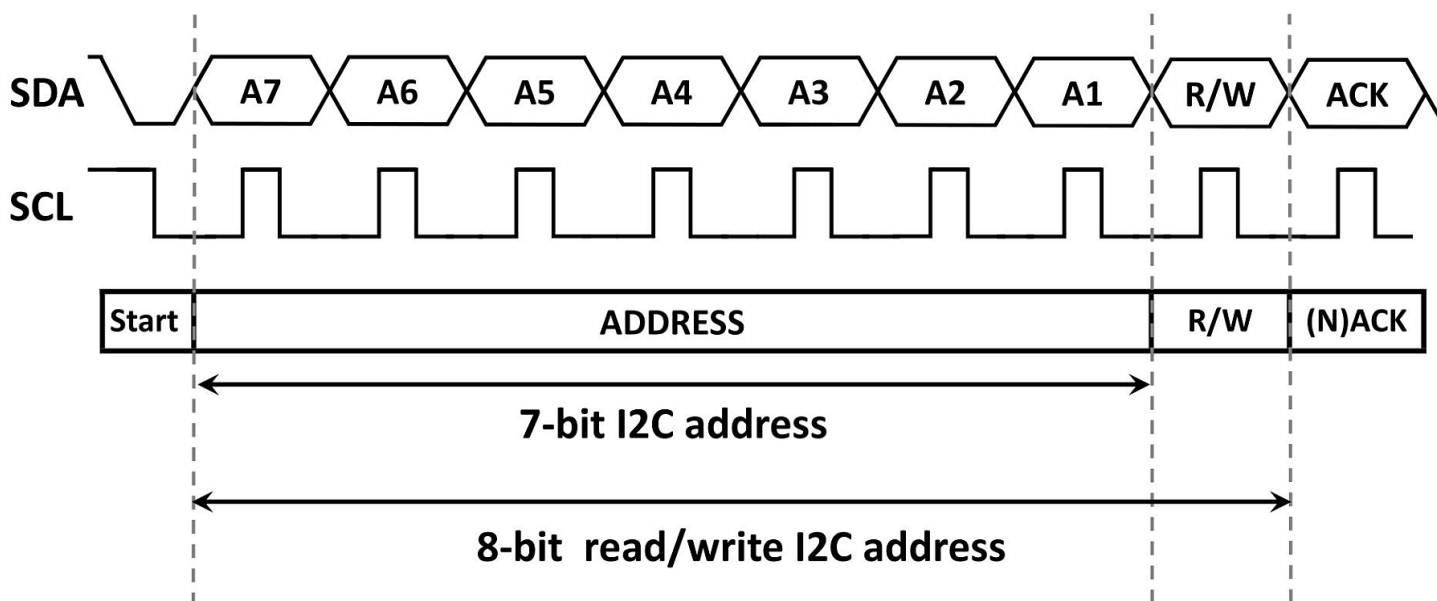 SDA A7 A6 A5 A4 A3 A2 A1 R/W ACK
SCL
Start ADDRESS R/W (N)ACK
7-bit I2C address
8-bit read/write I2C address